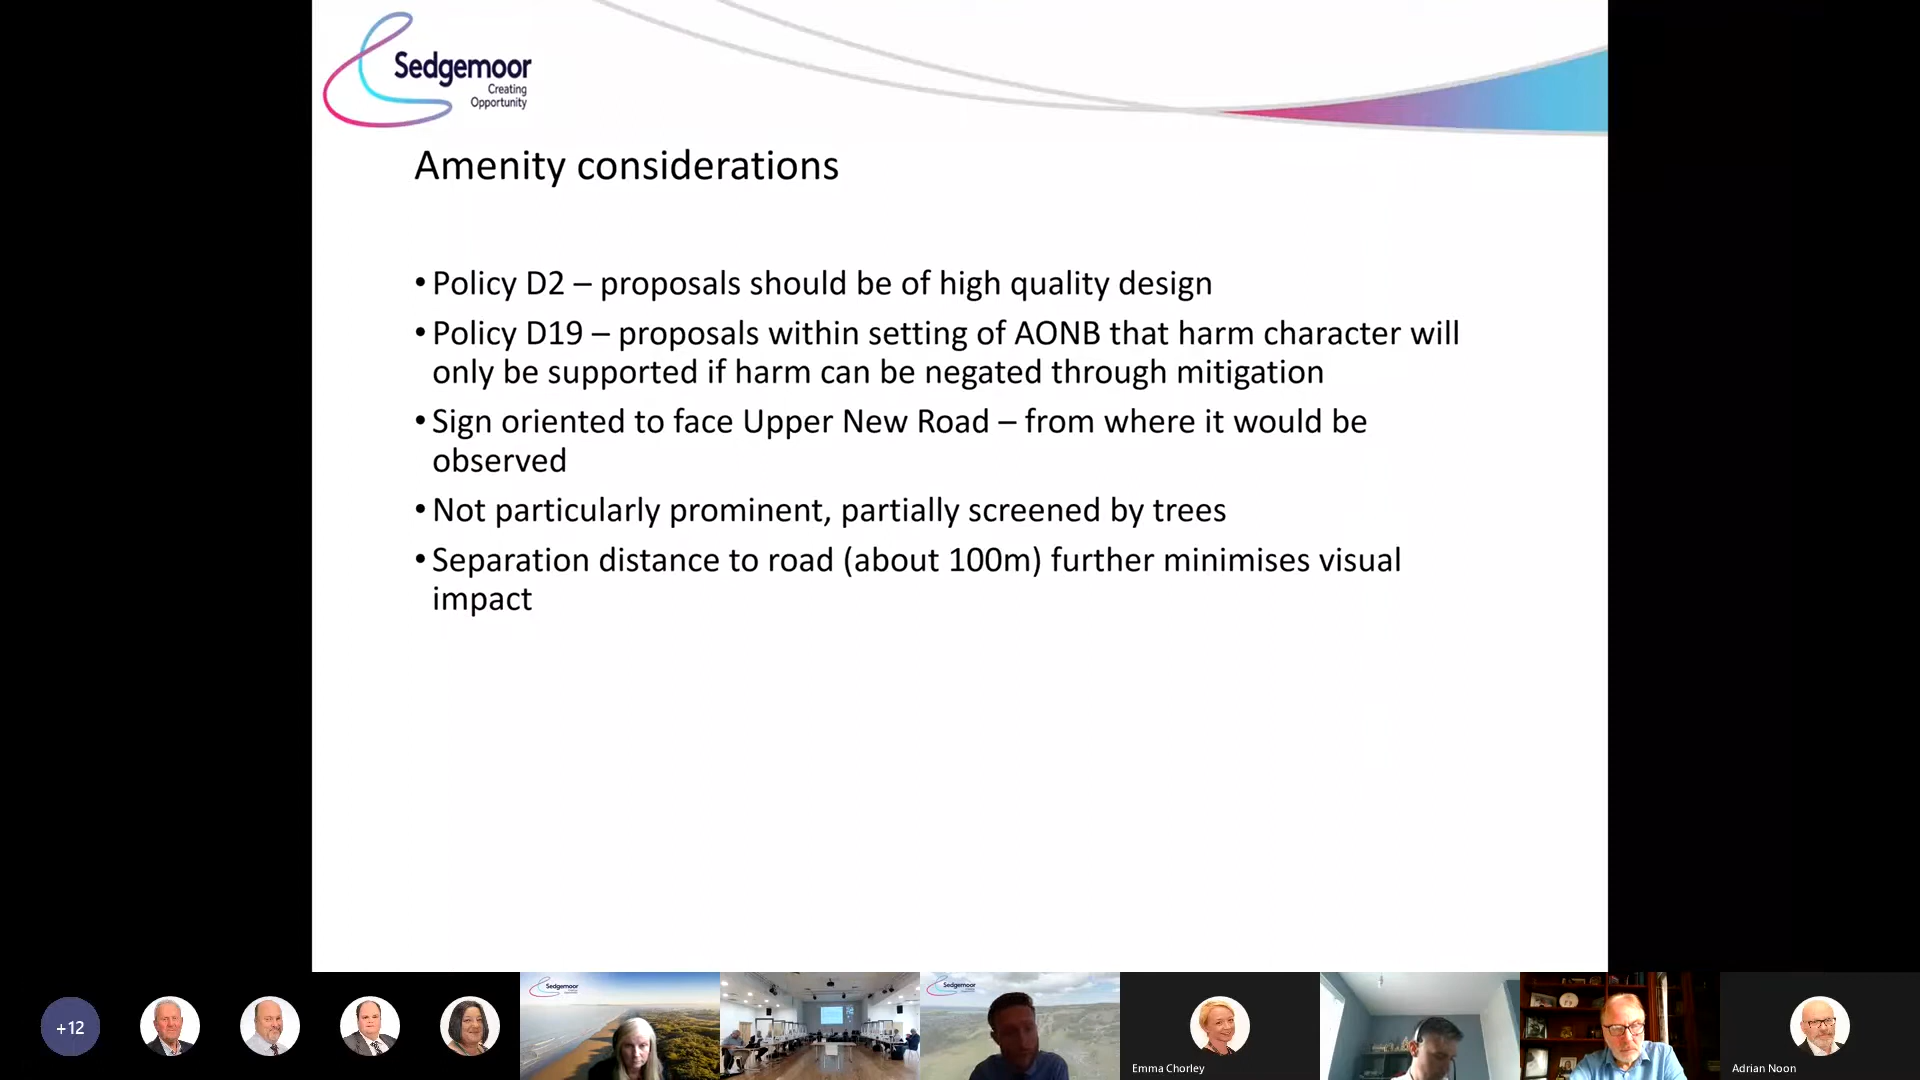 Sedgemoor
Creating
Opportunity
Amenity considerations
• Policy D2 – proposals should be of high quality design
• Policy D19 – proposals within setting of AONB that harm character will
only be supported if harm can be negated through mitigation
• Sign oriented to face Upper New Road – from where it would be
observed
• Not particularly prominent, partially screened by trees
• Separation distance to road (about 100m) further minimises visual
impact
+12
Sedgemoor
Sedgemoor
Emma Chorley
Adrian Noon